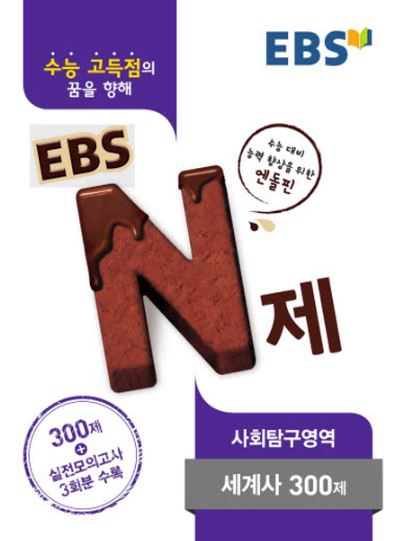 수능 고득점의
꿈을 향해
EBS
EBS
수능 대비
능력 향상을 위한
엔돌핀
N제
300제
+
실전모의고사
3회분 수록
사회탐구영역
세계사 300제